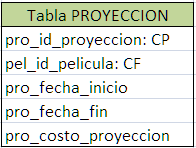 Tabla PROYECCION
pro_id_proyeccion: CP
pel_id_pelicula: CF
pro_fecha_inicio
pro_fecha_fin
pro_costo_proyeccion